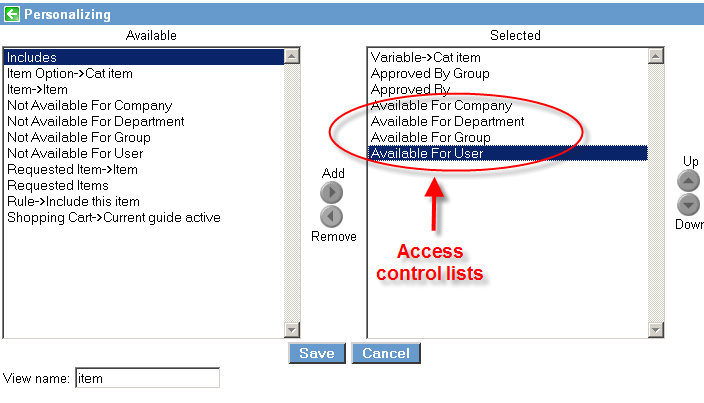 Personalizing
Available
Includes
Item Option->Cat item
Item->Item
Not Available For Company
Not Available For Department
Not Available For Group
Not Available For User
Requested Item->Item
Requested Items
Rule->Include this item
Shopping Cart->Current guide active
Add
Remove
Selected
Variable->Cat item
Approved By Group
Approved By
Available For Company
Available For Department
Available For Group
Available For User
Access
control lists
Up
Down
Save
Cancel
View name: item